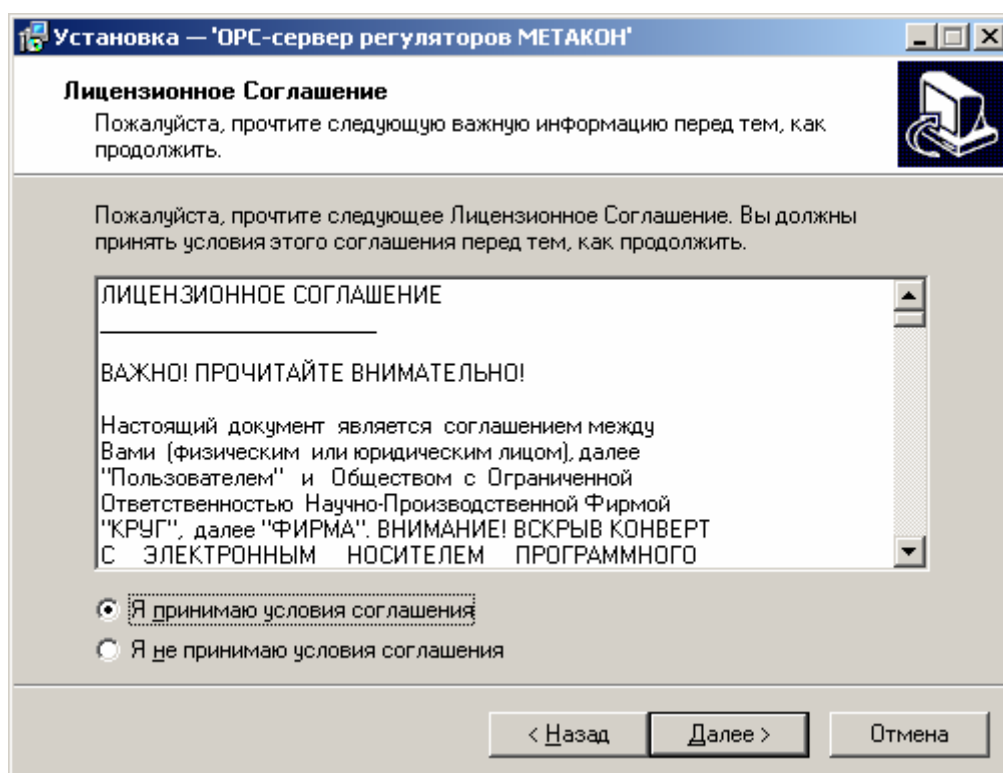 Установка — 'OPC-сервер регуляторов МЕТАКОН'
Лицензионное Соглашение
Пожалуйста, прочтите следующую важную информацию перед тем, как
продолжить.
Пожалуйста, прочтите следующее Лицензионное Соглашение. Вы должны
принять условия этого соглашения перед тем, как продолжить.
ЛИЦЕНЗИОННОЕ СОГЛАШЕНИЕ
______________________
ВАЖНО! ПРОЧИТАЙТЕ ВНИМАТЕЛЬНО!
Настоящий документ является соглашением между
Вами (физическим или юридическим лицом), далее
"Пользователем" и Обществом с Ограниченной
Ответственностью Научно-Производственной Фирмой
"КРУГ", далее "ФИРМА". ВНИМАНИЕ! ВСКРЫВ КОНВЕРТ
С ЭЛЕКТРОННЫМ НОСИТЕЛЕМ ПРОГРАММНОГО
Я принимаю условия соглашения
Я не принимаю условия соглашения
< Назад
Далее >
Отмена